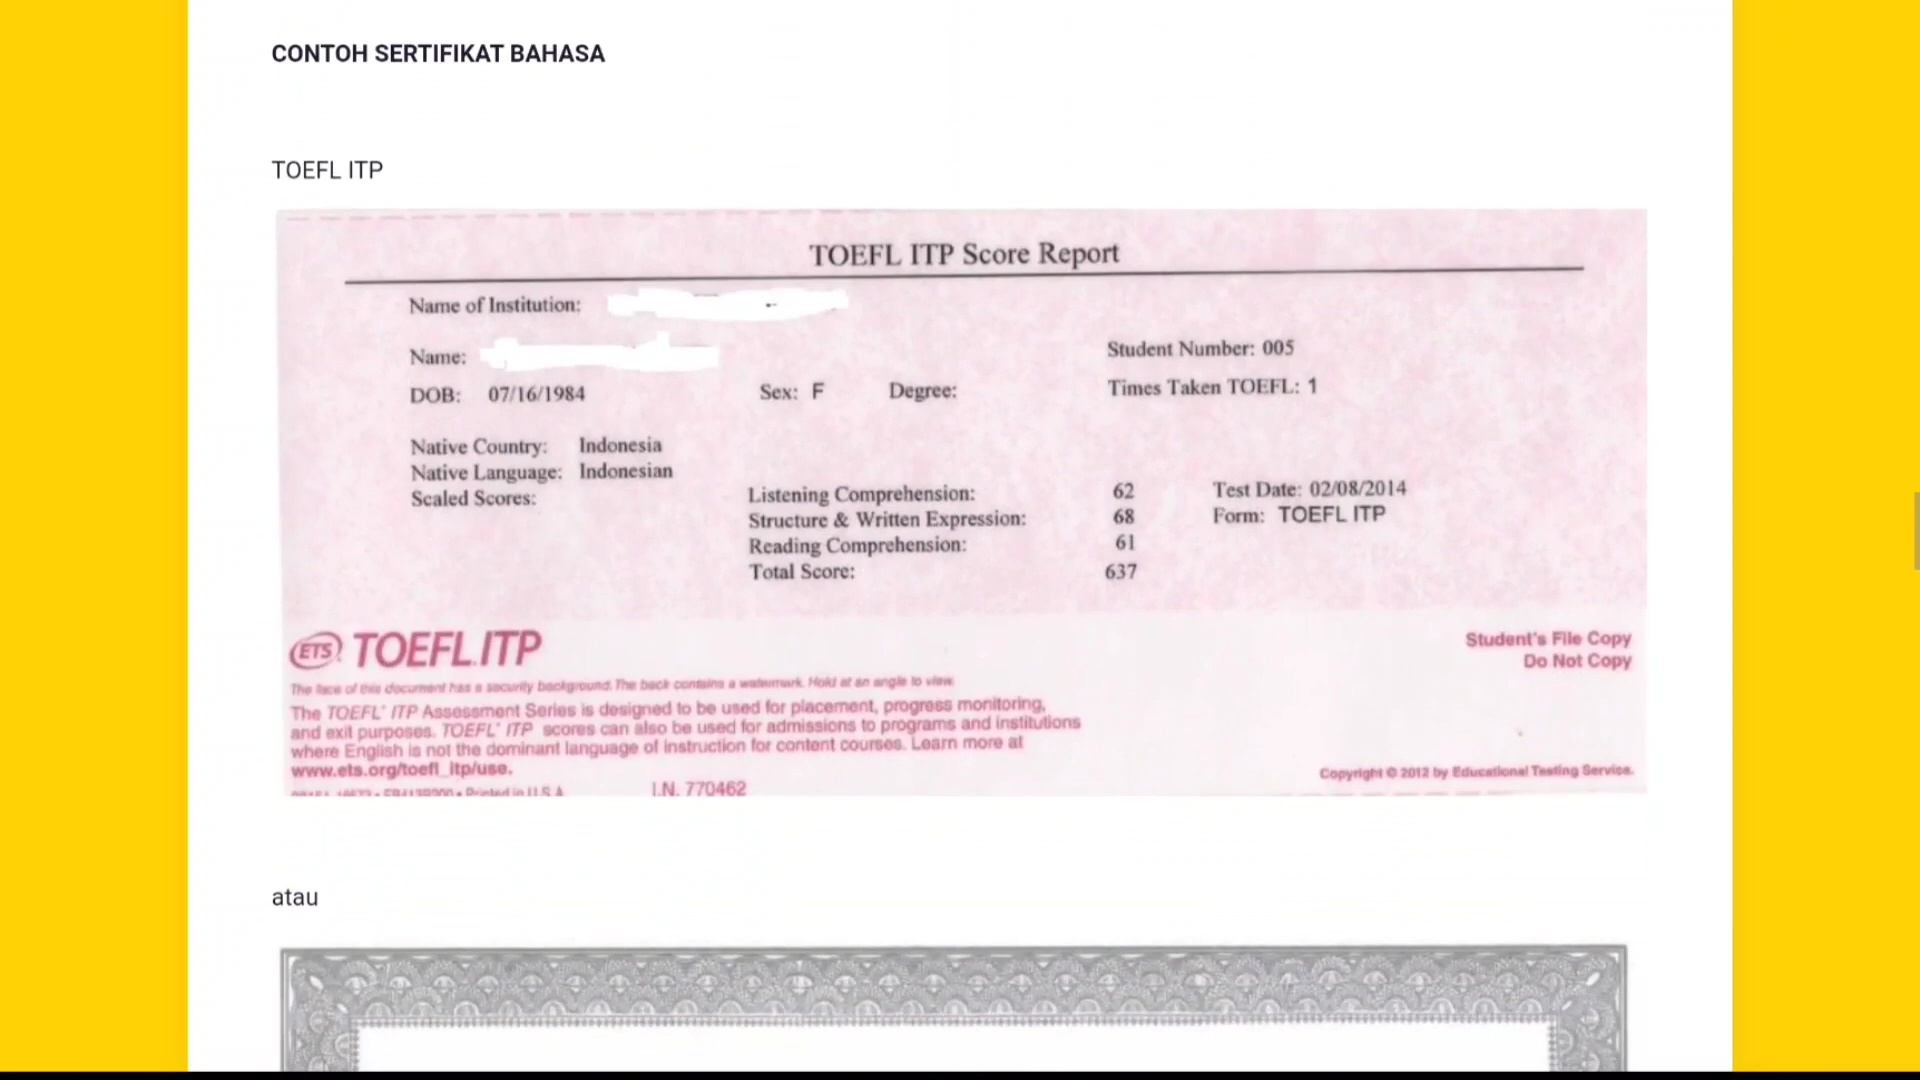 CONTOH SERTIFIKAT BAHASA
TOEFL ITP
TOEFL ITP Score Report
Name of Institution:
Name:
Student Number: 005
DOB: 07/16/1984 Sex: F Degree: Times Taken TOEFL: 1
Native Country: Indonesia
Native Language: Indonesian
Scaled Scores:
Listening Comprehension: 62 Test Date: 02/08/2014
Structure & Written Expression: 68 Form: TOEFL ITP
Reading Comprehension: 61
Total Score: 637
ETS TOEFL ITP
Student's File Copy
Do Not Copy
The face of this document has a security background. The back contains a watermark. Hold at an angle to view.
The TOEFL® ITP Assessment Series is designed to be used for placement, progress monitoring,
and exit purposes. TOEFL® ITP scores can also be used for admissions to programs and institutions
where English is not the dominant language of instruction for content courses. Learn more at
www.ets.org/toefl_itp/use.
Copyright © 2012 by Educational Testing Service.
Printed in U.S.A. I.N. 770462
atau